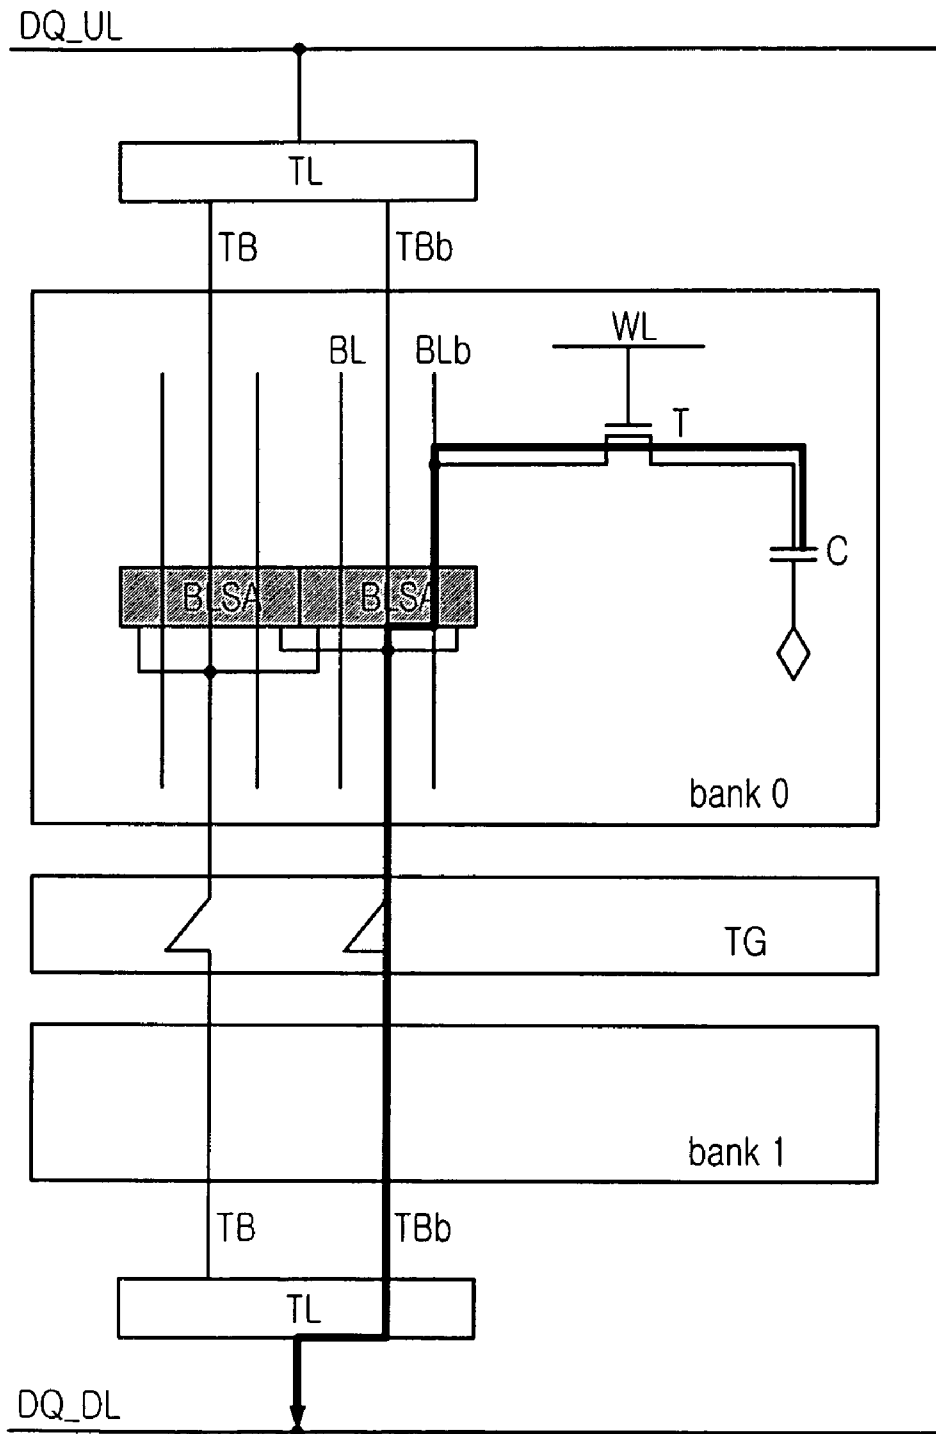 DQ_UL
TL
TB TBb
BL BLb WL
T
C
BLSA BLSA
bank 0
TG
bank 1
TB TBb
TL
DQ_DL